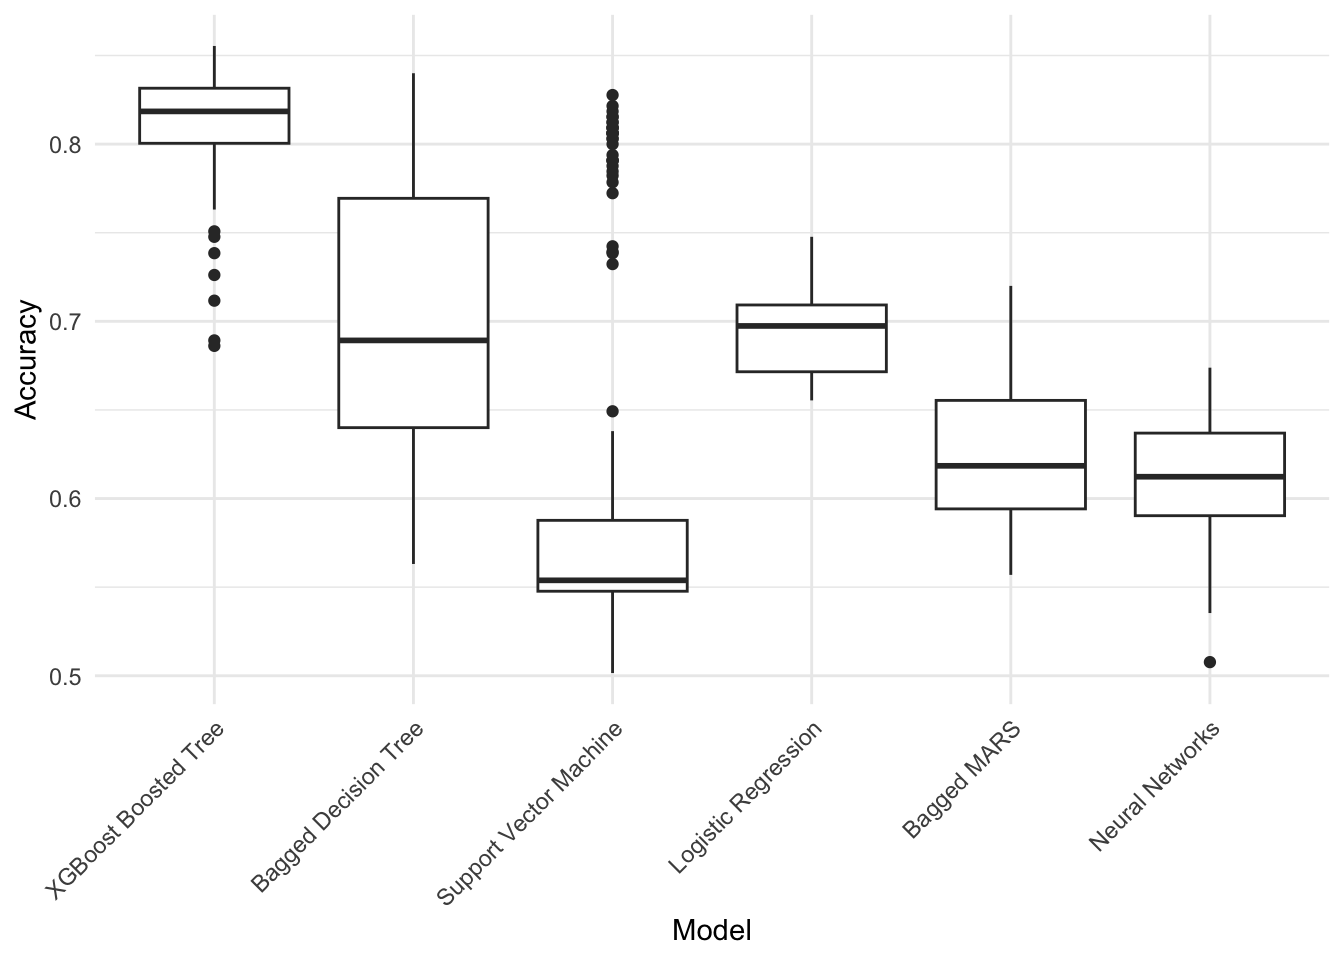 Accuracy
0.8
0.7
0.6
0.5
XGBoost Boosted Tree
Bagged Decision Tree
Support Vector Machine
Logistic Regression
Bagged MARS
Neural Networks
Model